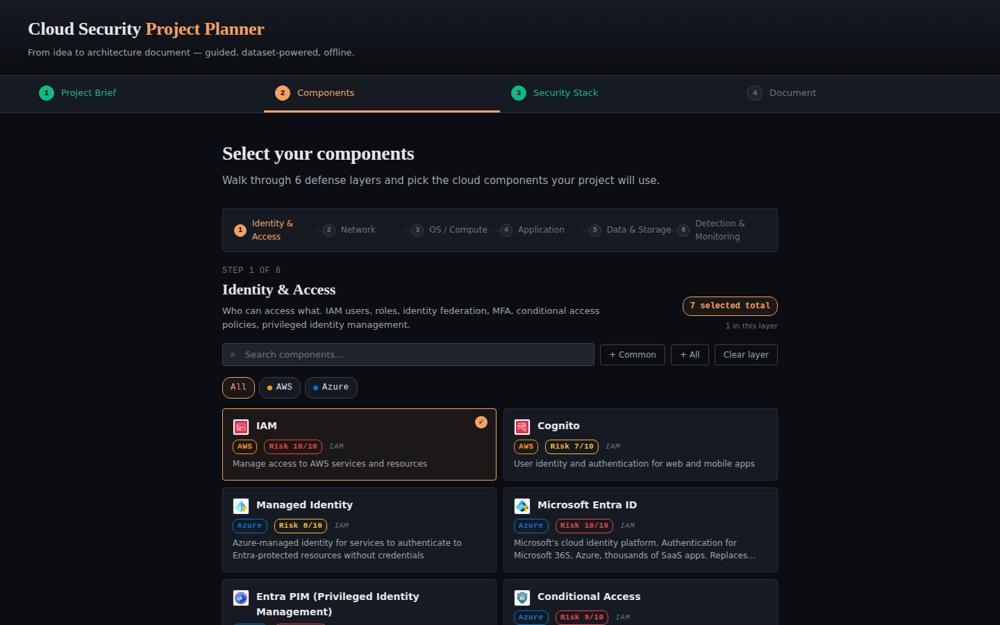 Cloud Security Project Planner
From idea to architecture document — guided, dataset-powered, offline.
1 Project Brief
2 Components
3 Security Stack
4 Document
Select your components
Walk through 6 defense layers and pick the cloud components your project will use.
1 Identity & Access
2 Network
3 OS / Compute
4 Application
5 Data & Storage
6 Detection & Monitoring
STEP 1 OF 6
Identity & Access
Who can access what. IAM users, roles, identity federation, MFA, conditional access
policies, privileged identity management.
7 selected total
1 in this layer
Search components...
+ Common
+ All
Clear layer
All
AWS
Azure
IAM
AWS Risk 10/10 IAM
Manage access to AWS services and resources
Cognito
AWS Risk 7/10 IAM
User identity and authentication for web and mobile apps
Managed Identity
Azure Risk 8/10 IAM
Azure-managed identity for services to authenticate to
Entra-protected resources without credentials
Microsoft Entra ID
Azure Risk 10/10 IAM
Microsoft's cloud identity platform. Authentication for
Microsoft 365, Azure, thousands of SaaS apps. Replaces...
Entra PIM (Privileged Identity
Management)
Conditional Access
Azure Risk 9/10 IAM